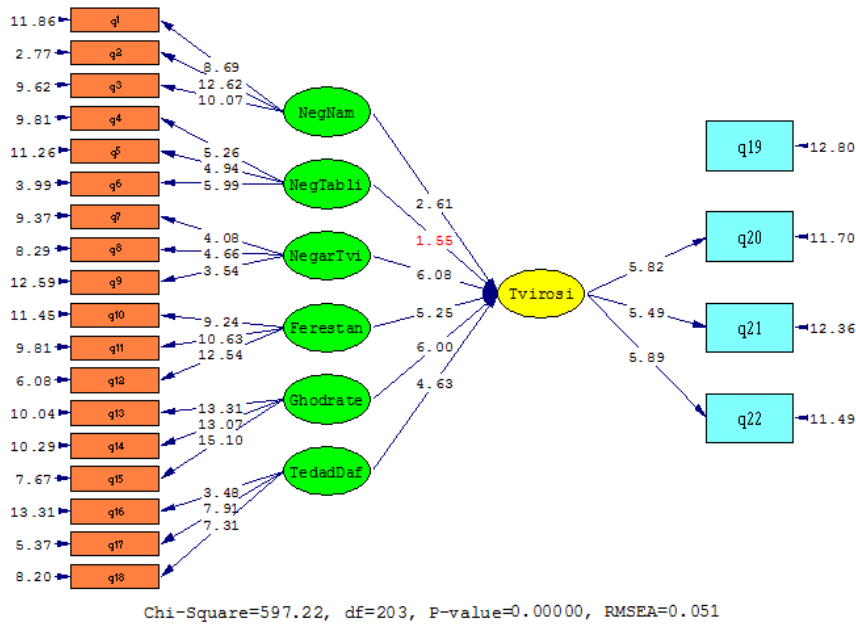 11.86 q1
2.77 q2
9.62 q3
9.81 q4
11.26 q5
3.99 q6
9.37 q7
8.29 q8
12.59 q9
11.45 q10
9.81 q11
6.08 q12
10.04 q13
10.29 q14
7.67 q15
13.31 q16
5.37 q17
8.20 q18
8.69
12.62
10.07
5.26
4.94
5.99
4.08
4.66
3.54
9.24
10.63
12.54
13.31
13.07
15.10
3.48
7.91
7.31
NegNam
NegTabli
NegarTvi
Ferestan
Ghodrate
TedadDaf
2.61
1.55
6.08
5.25
6.00
4.63
Tvirosi
5.82
5.49
5.89
q19 12.80
q20 11.70
q21 12.36
q22 11.49
Chi-Square=597.22, df=203, P-value=0.00000, RMSEA=0.051